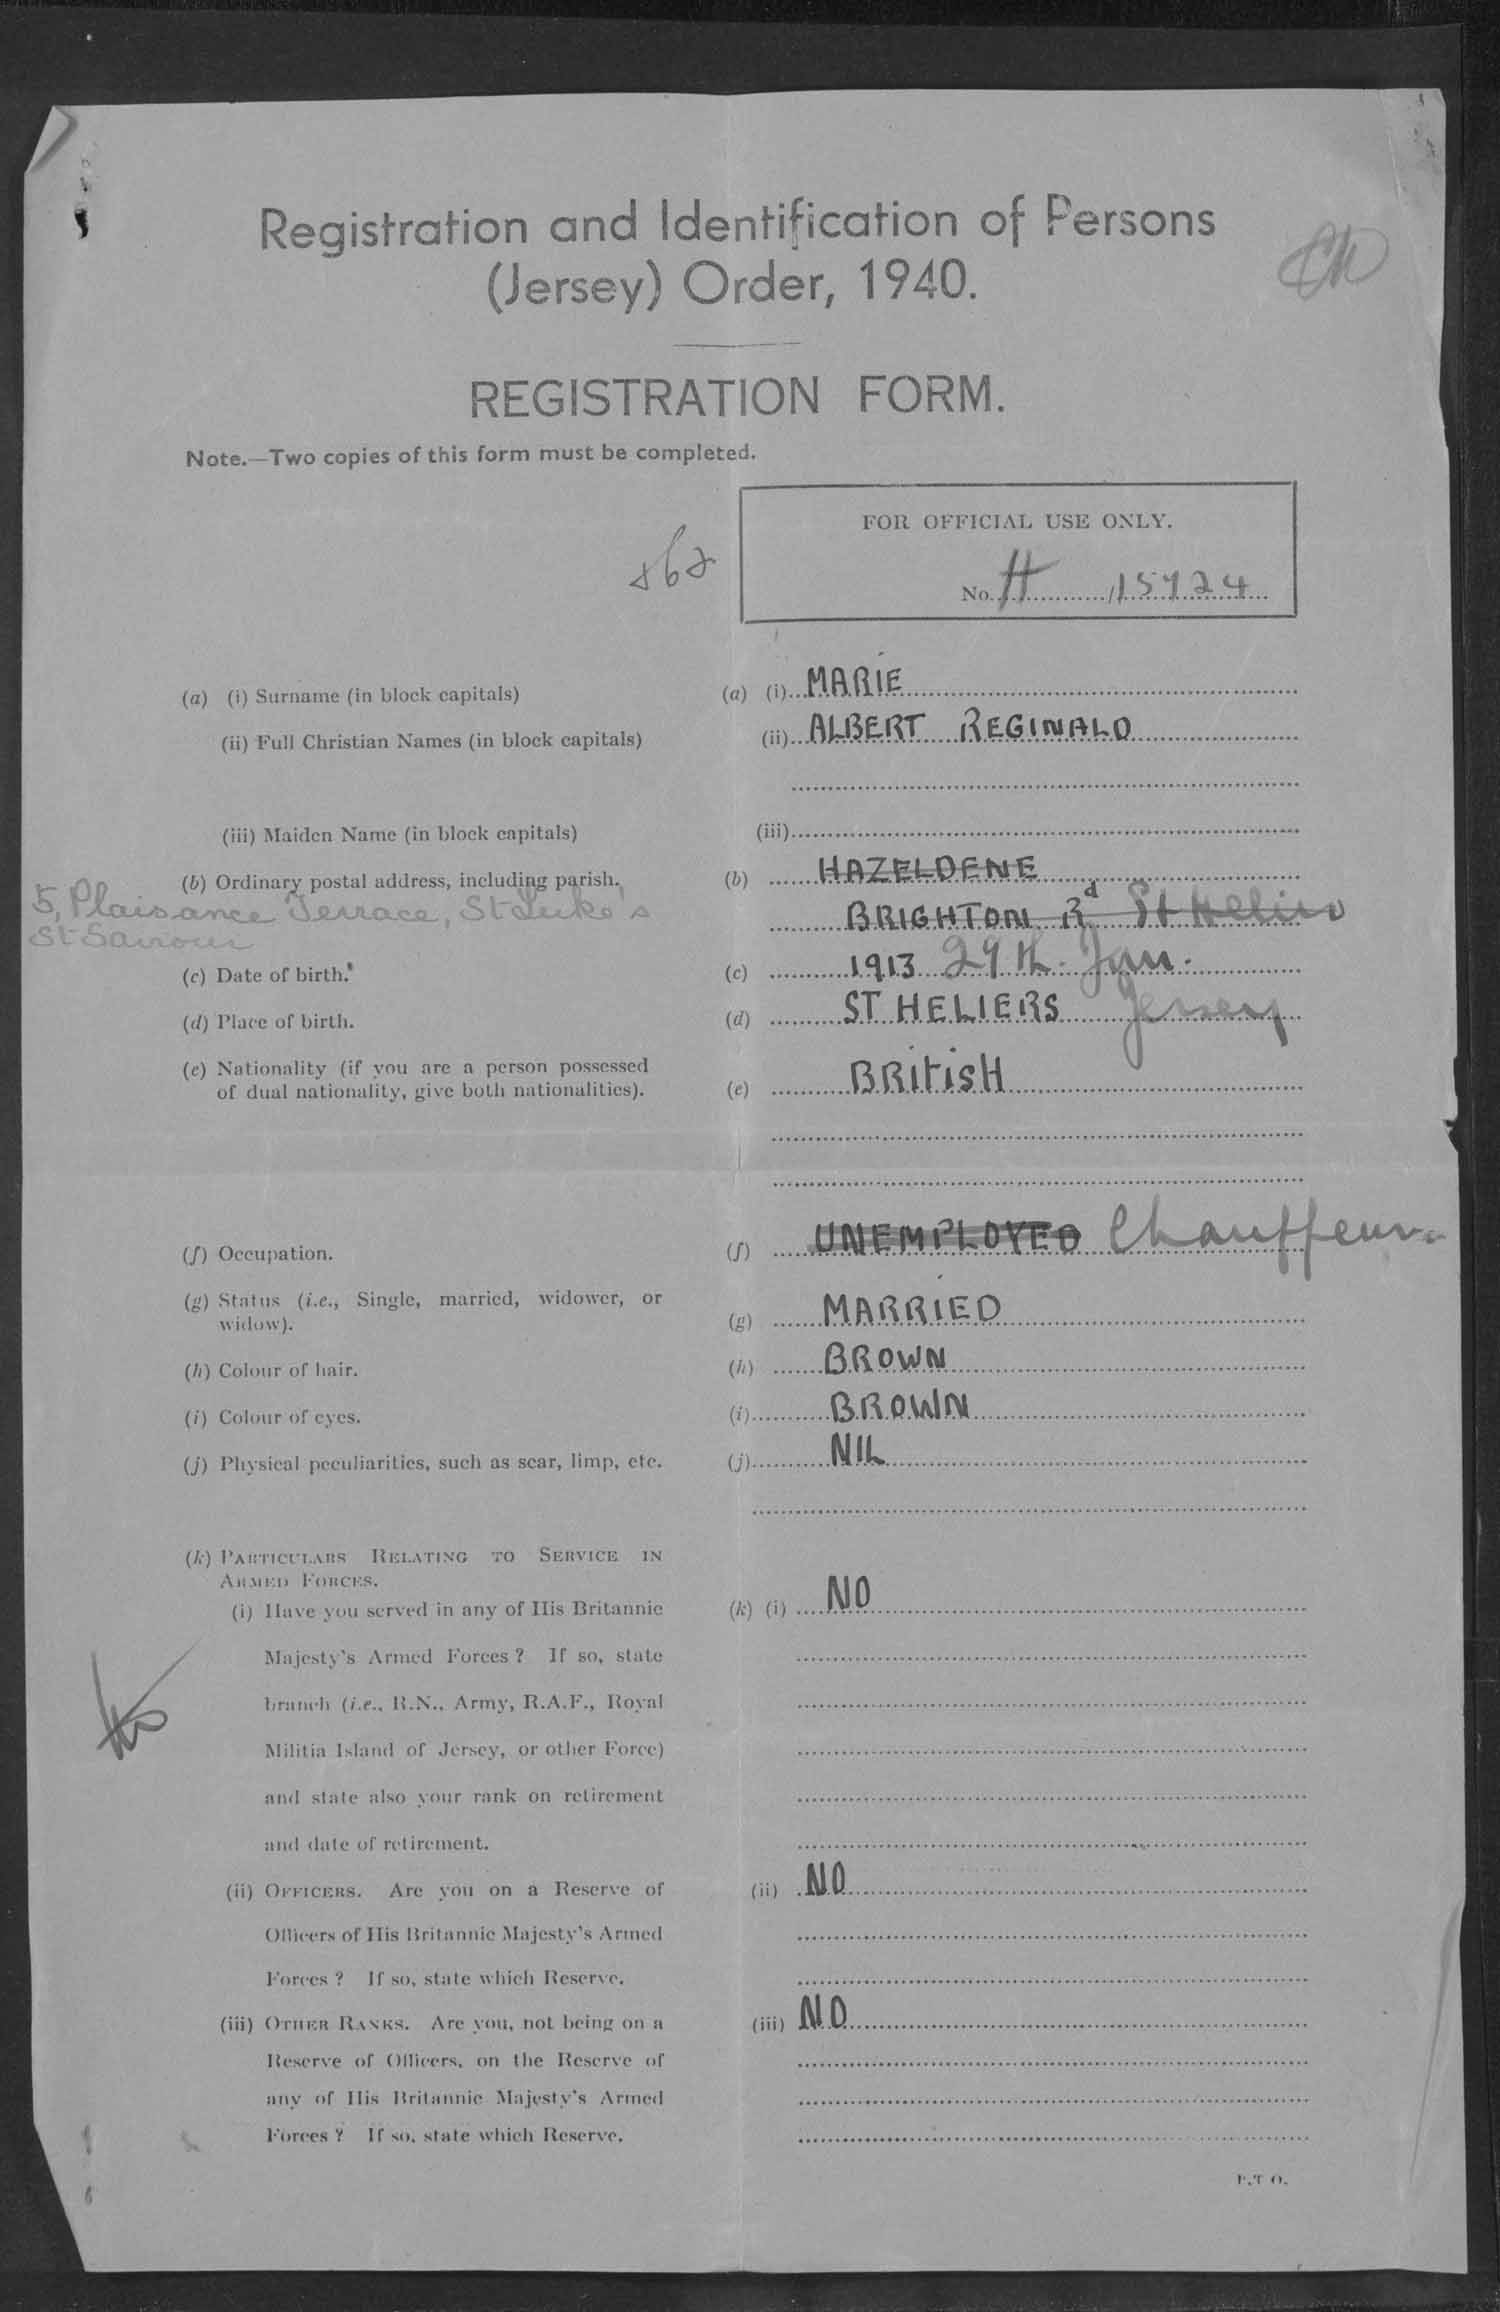 Registration and Identification of Persons
(Jersey) Order, 1940.
REGISTRATION FORM.
Note.—Two copies of this form must be completed.
FOR OFFICIAL USE ONLY.
No. H / 15724
(a) (i) Surname (in block capitals) (a) (i) MARIE
(ii) Full Christian Names (in block capitals) (ii) ALBERT REGINALD
(iii) Maiden Name (in block capitals) (iii)
(b) Ordinary postal address, including parish. (b) HAZELDENE
5, Plaisance Terrace, St Luke's BRIGHTON Rd St Heliers
St Saviour
(c) Date of birth. (c) 1913 29th Jan.
(d) Place of birth. (d) ST HELIERS Jersey
(e) Nationality (if you are a person possessed
of dual nationality, give both nationalities). (e) BRITISH
(f) Occupation. (f) UNEMPLOYED Chauffeur
(g) Status (i.e., Single, married, widower, or
widow). (g) MARRIED
(h) Colour of hair. (h) BROWN
(i) Colour of eyes. (i) BROWN
(j) Physical peculiarities, such as scar, limp, etc. (j) NIL
(k) PARTICULARS RELATING TO SERVICE IN
ARMED FORCES.
(i) Have you served in any of His Britannic (k) (i) NO
Majesty's Armed Forces? If so, state
branch (i.e., R.N., Army, R.A.F., Royal
Militia Island of Jersey, or other Force)
and state also your rank on retirement
and date of retirement.
(ii) OFFICERS. Are you on a Reserve of (ii) NO
Officers of His Britannic Majesty's Armed
Forces? If so, state which Reserve.
(iii) OTHER RANKS. Are you, not being on a (iii) NO
Reserve of Officers, on the Reserve of
any of His Britannic Majesty's Armed
Forces? If so, state which Reserve.
P.T.O.